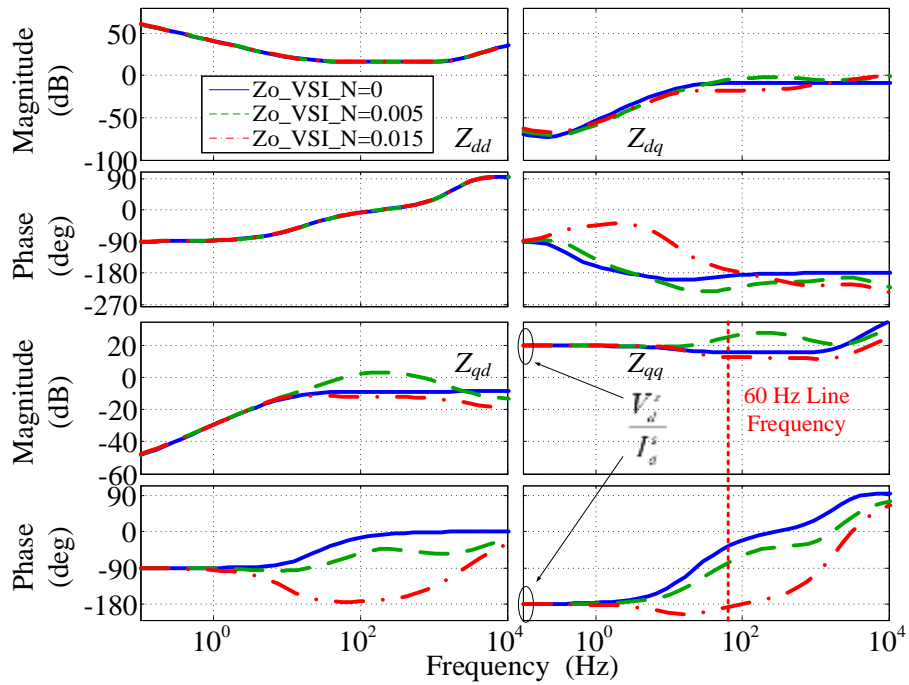 50
0
-50
-100
Magnitude
(dB)
Zo_VSI_N=0
Zo_VSI_N=0.005
Zo_VSI_N=0.015
Z_dd
Z_dq
90
0
-90
-180
-270
Phase
(deg)
20
0
-20
-40
-60
Magnitude
(dB)
Z_qd
Z_qq
60 Hz Line
Frequency
90
0
-90
-180
Phase
(deg)
10^0
10^2
10^4
10^0
10^2
10^4
Frequency (Hz)